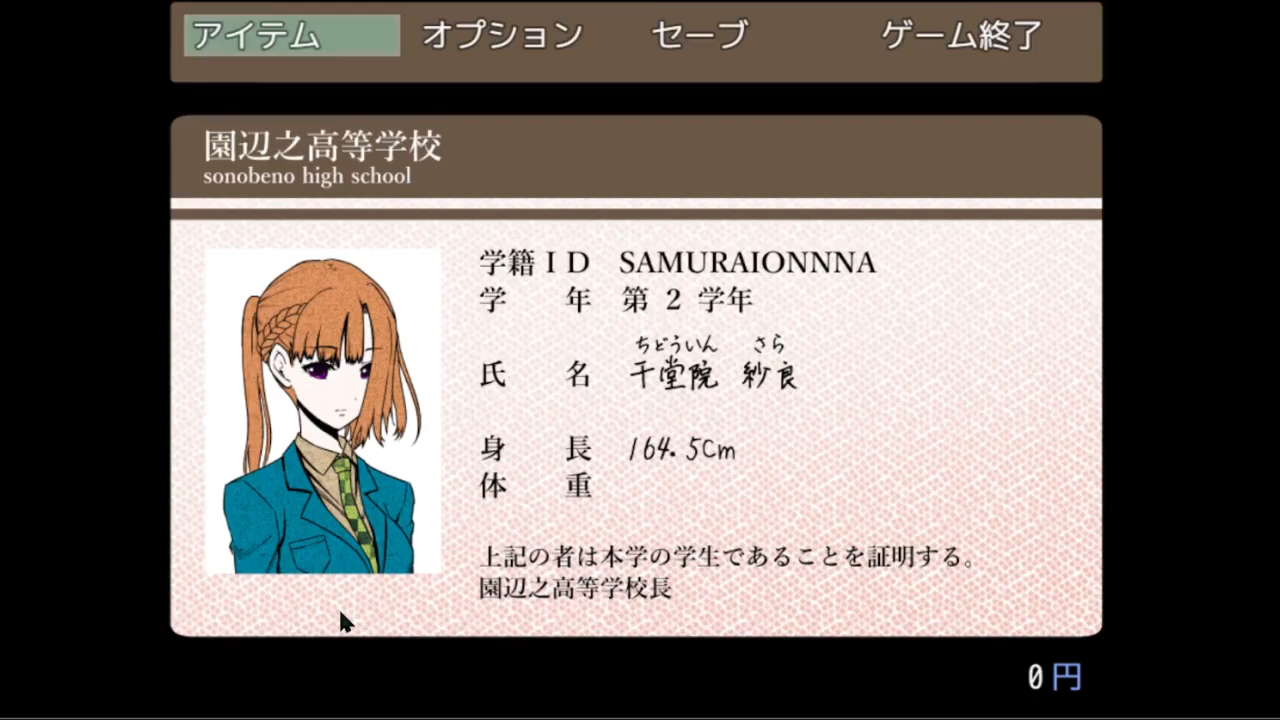 アイテム オプション セーブ ゲーム終了
園辺之高等学校
sonobeno high school
学籍ID SAMURAIONNNA
学年 第2学年
ちどういん さら
氏名 千堂院 紗良
身長 164.5cm
体重
上記の者は本学の学生であることを証明する。
園辺之高等学校長
0円